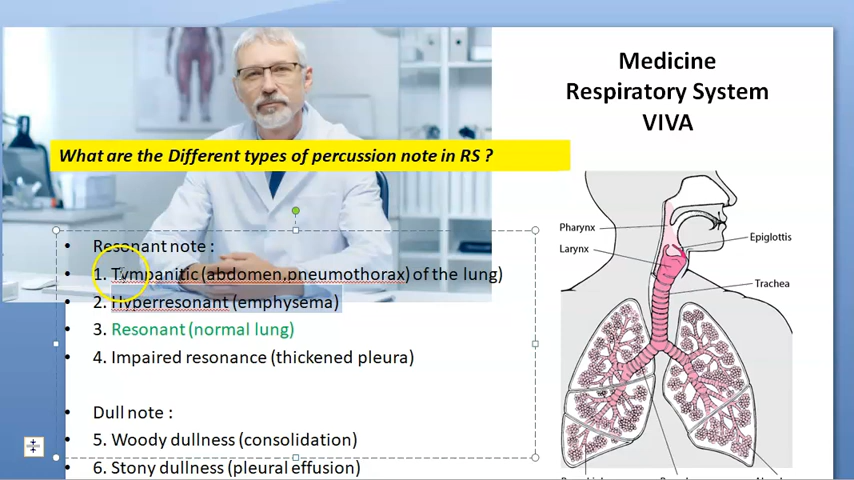 Medicine
Respiratory System
VIVA
What are the Different types of percussion note in RS ?
• Resonant note :
• 1. Tympanitic (abdomen,pneumothorax) of the lung)
• 2. Hyperresonant (emphysema)
• 3. Resonant (normal lung)
• 4. Impaired resonance (thickened pleura)
• Dull note :
• 5. Woody dullness (consolidation)
• 6. Stony dullness (pleural effusion)
Pharynx
Larynx
Epiglottis
Trachea